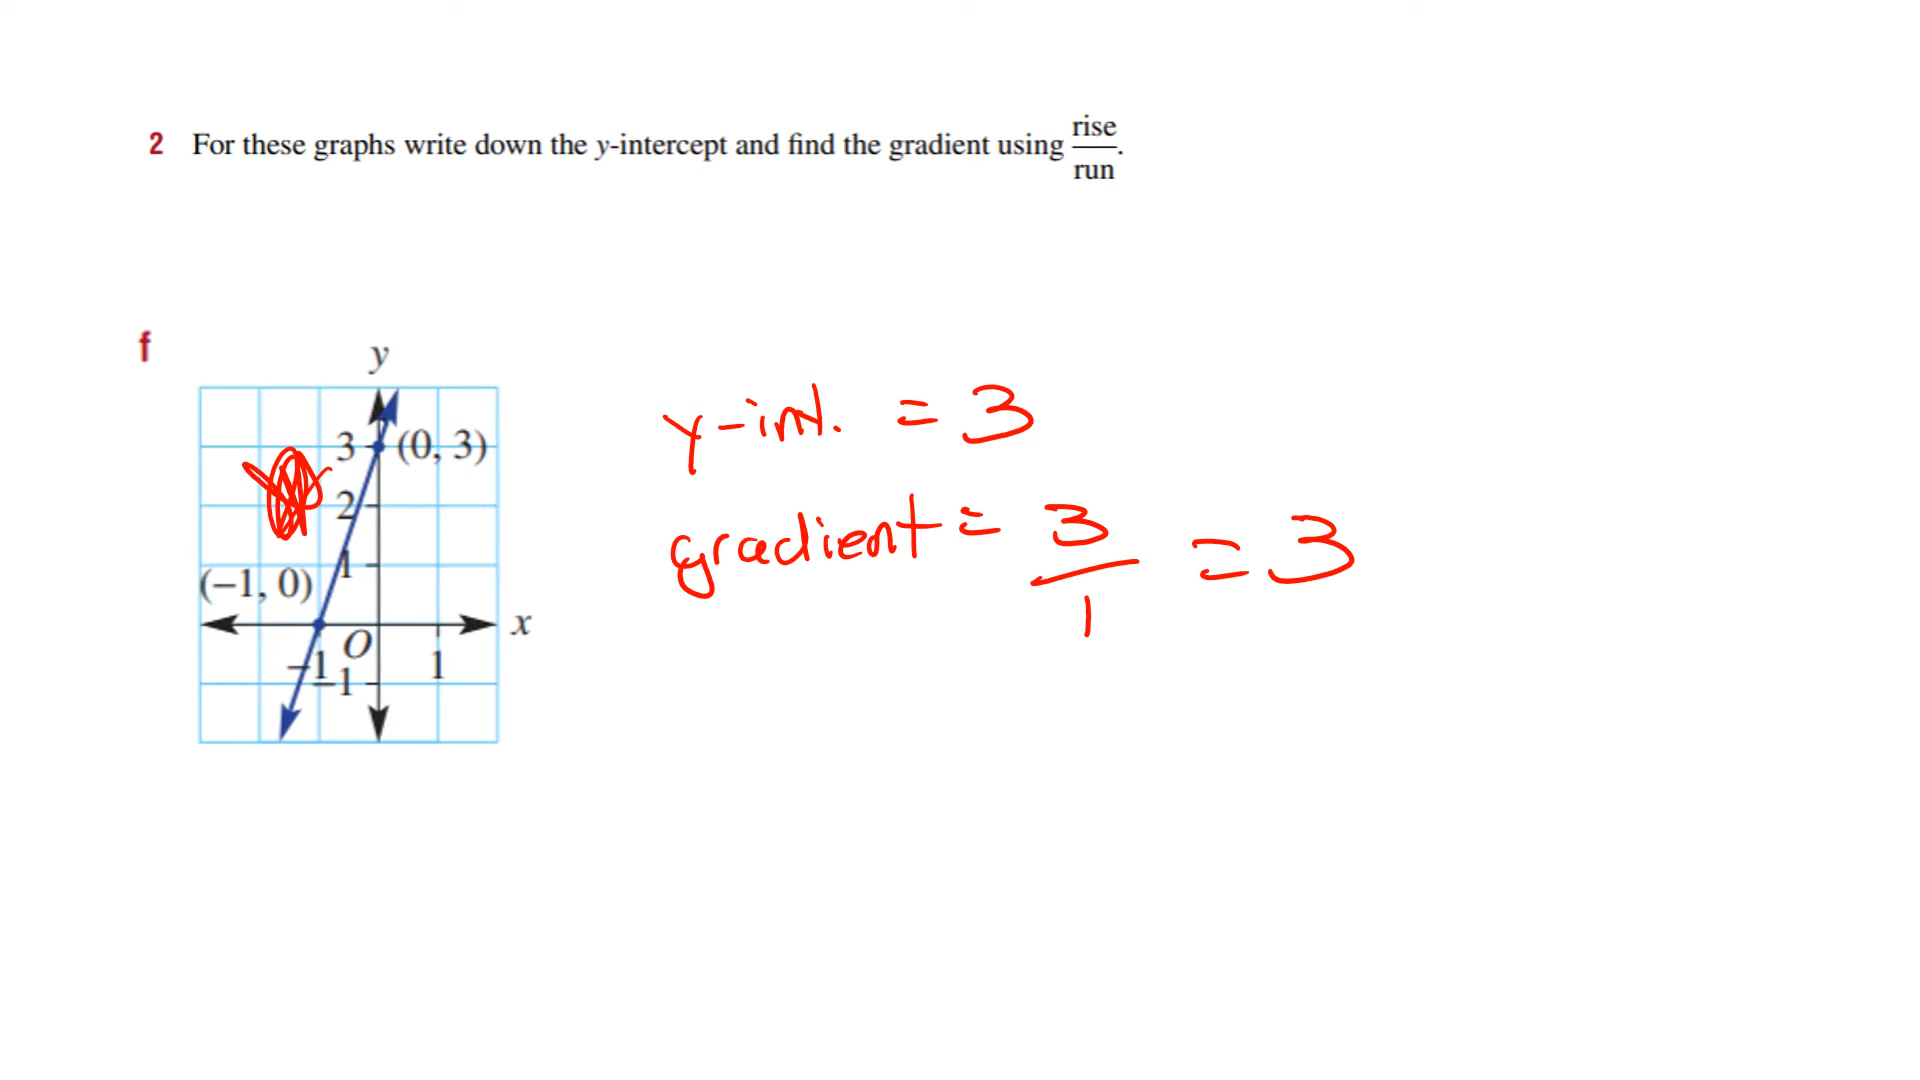 2 For these graphs write down the y-intercept and find the gradient using rise/run.
f
y
3 (0, 3)
2
1
(−1, 0)
x
O
−1 1
−1
y-int. = 3
gradient = 3/1 = 3